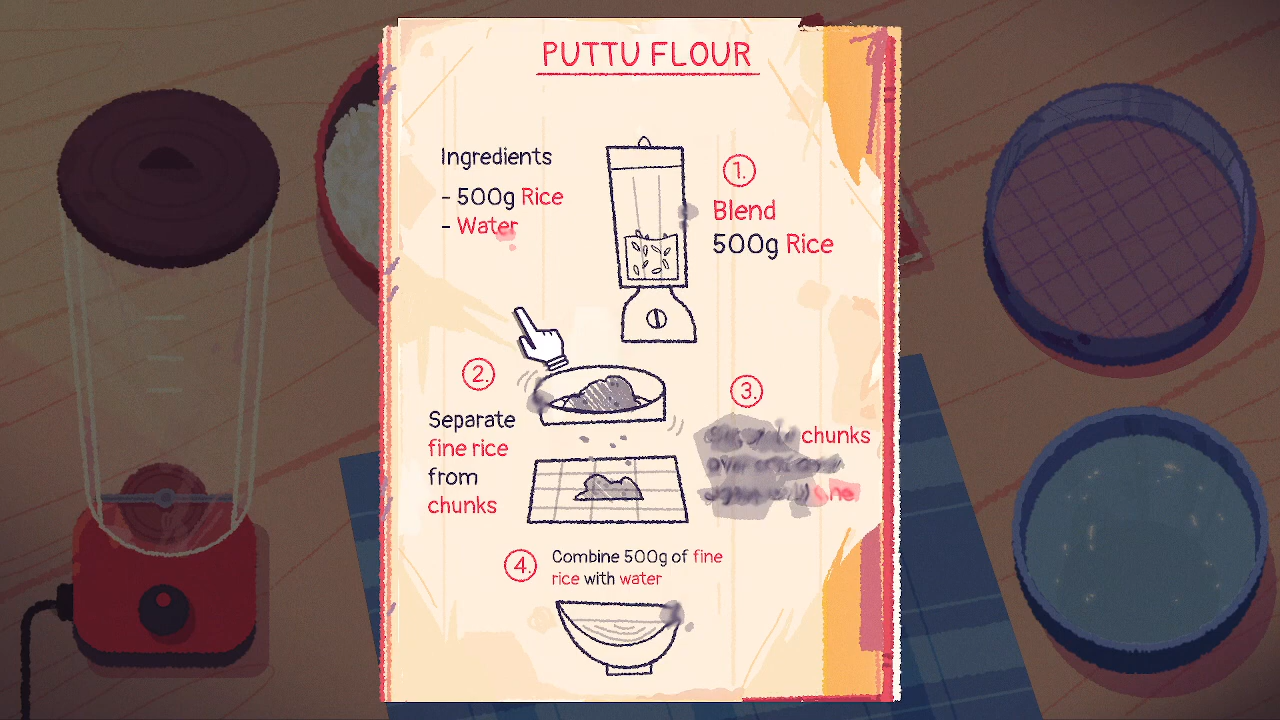 PUTTU FLOUR
Ingredients
- 500g Rice
- Water
1.
Blend
500g Rice
2.
Separate
fine rice
from
chunks
3.
chunks
4.
Combine 500g of fine
rice with water